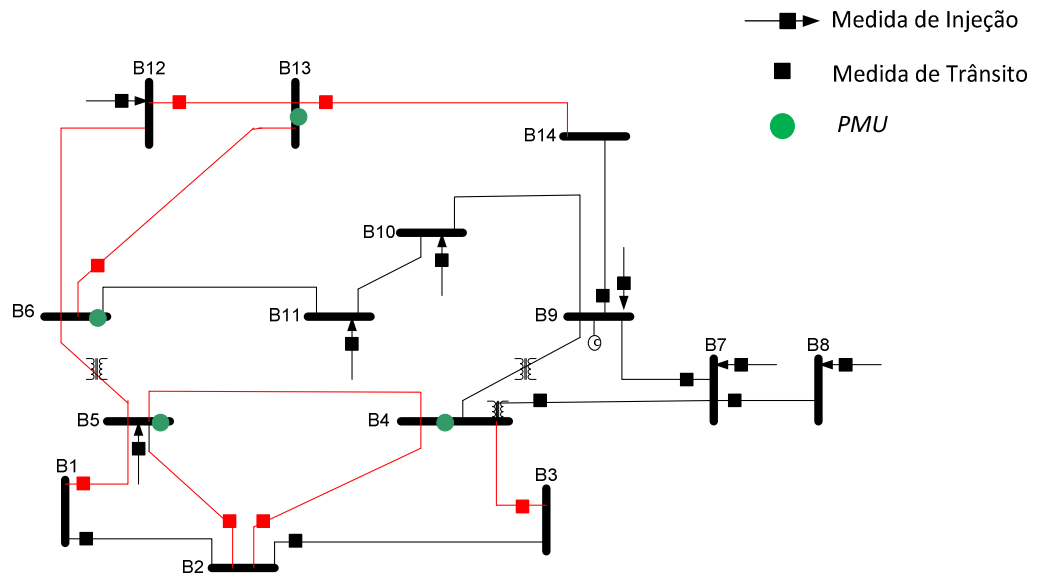 Medida de Injeção
Medida de Trânsito
PMU
B12
B13
B14
B10
B6
B11
B9
B7
B8
B5
B4
B1
B3
B2
C